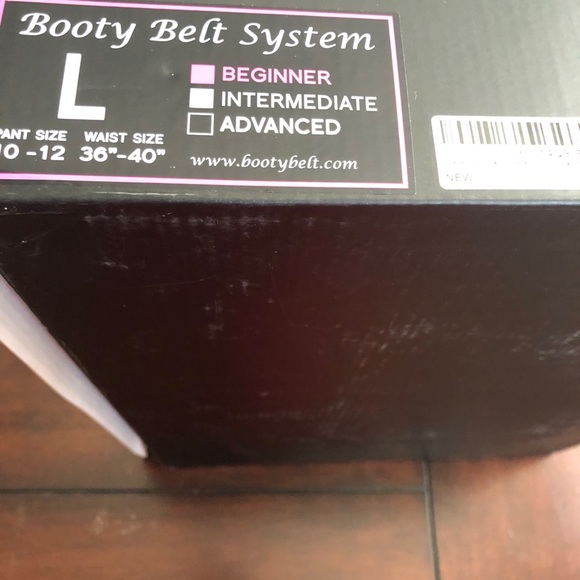 Booty Belt System
L
BEGINNER
INTERMEDIATE
ADVANCED
PANT SIZE WAIST SIZE
10 -12 36"-40"
www.bootybelt.com
NEW